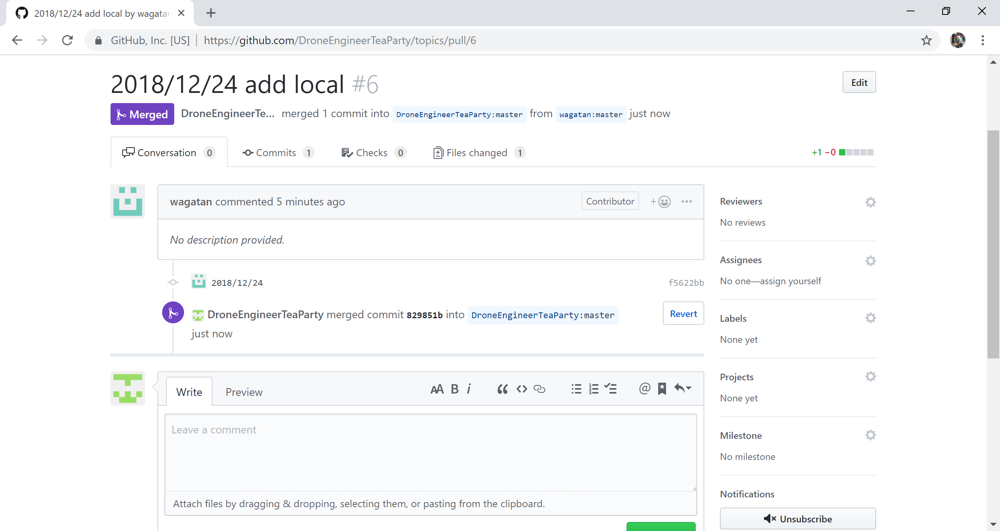 2018/12/24 add local by wagatan
GitHub, Inc. [US] | https://github.com/DroneEngineerTeaParty/topics/pull/6
2018/12/24 add local #6
Edit
Merged DroneEngineerTe... merged 1 commit into DroneEngineerTeaParty:master from wagatan:master just now
Conversation 0 Commits 1 Checks 0 Files changed 1 +1 −0
wagatan commented 5 minutes ago Contributor
No description provided.
2018/12/24 f5622bb
DroneEngineerTeaParty merged commit 829851b into DroneEngineerTeaParty:master Revert
just now
Write Preview
Leave a comment
Attach files by dragging & dropping, selecting them, or pasting from the clipboard.
Reviewers
No reviews
Assignees
No one—assign yourself
Labels
None yet
Projects
None yet
Milestone
No milestone
Notifications
Unsubscribe